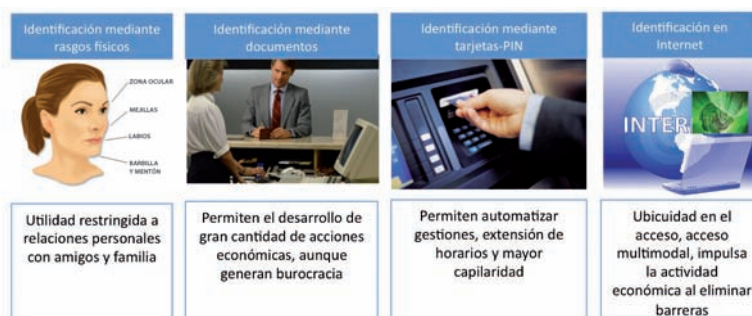 Identificación mediante
rasgos físicos
ZONA OCULAR
MEJILLAS
LABIOS
BARBILLA
Y MENTÓN
Utilidad restringida a
relaciones personales
con amigos y familia
Identificación mediante
documentos
Permiten el desarrollo de
gran cantidad de acciones
económicas, aunque
generan burocracia
Identificación mediante
tarjetas-PIN
Permiten automatizar
gestiones, extensión de
horarios y mayor
capilaridad
Identificación en
Internet
INTER
Ubicuidad en el
acceso, acceso
multimodal, impulsa
la actividad
económica al eliminar
barreras